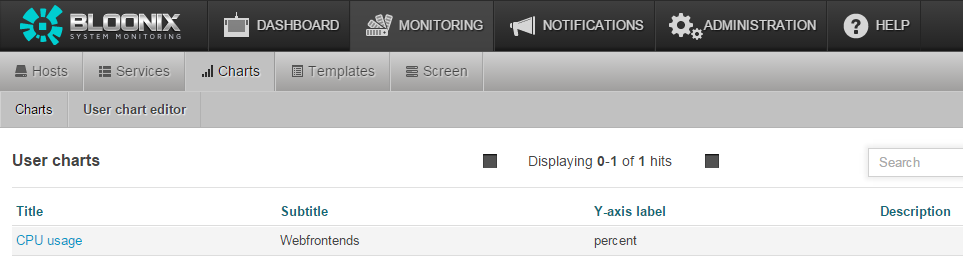 BLOONIX
SYSTEM MONITORING
DASHBOARD MONITORING NOTIFICATIONS ADMINISTRATION HELP
Hosts Services Charts Templates Screen
Charts User chart editor
User charts Displaying 0-1 of 1 hits Search
Title Subtitle Y-axis label Description
CPU usage Webfrontends percent